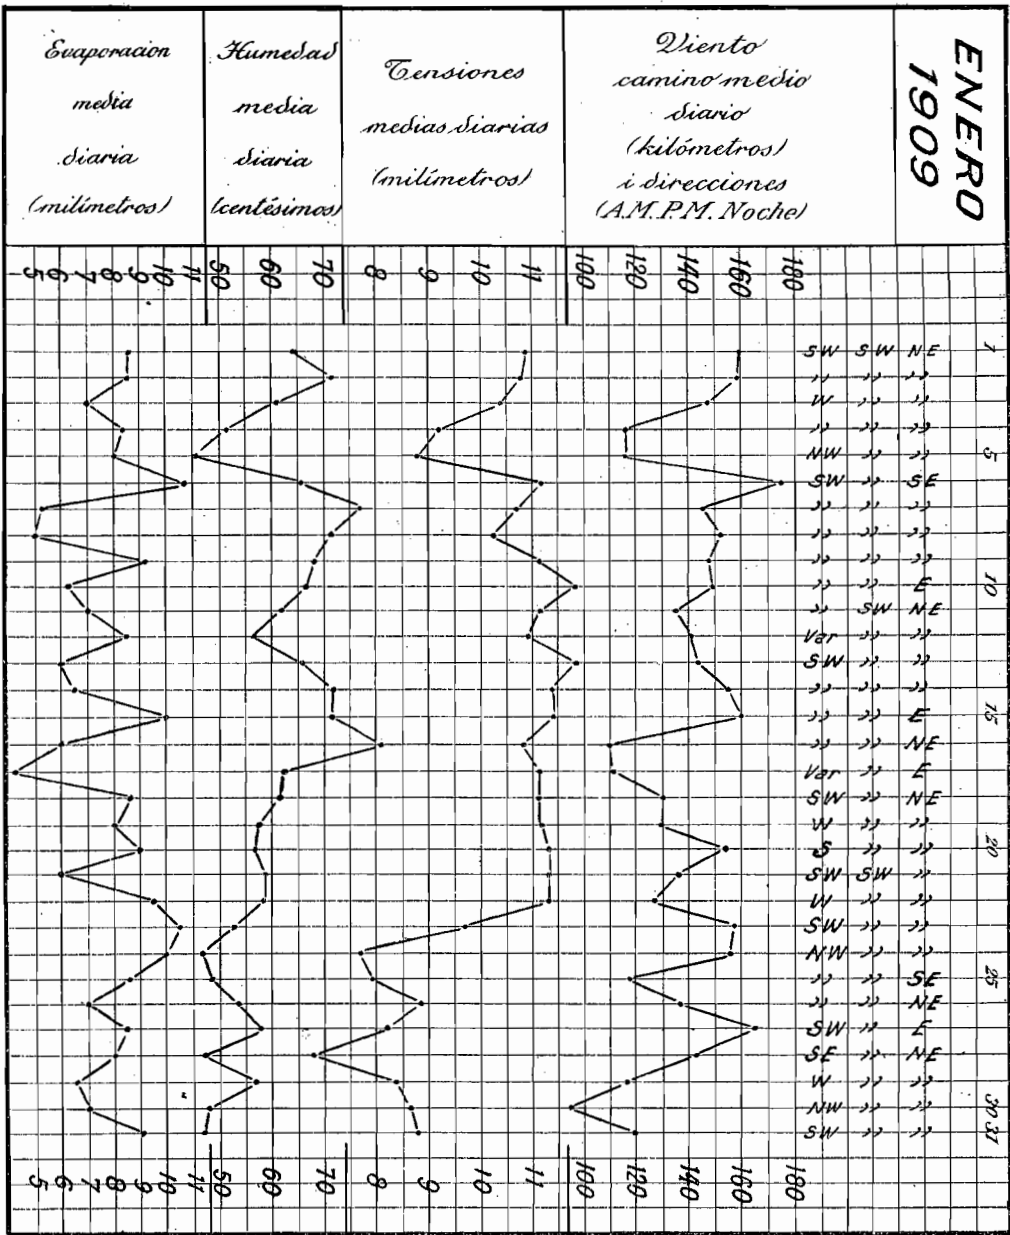 Evaporacion
media
diaria
(milímetros)
Humedad
media
diaria
(centésimos)
Tensiones
medias diarias
(milímetros)
Viento
camino medio
diario
(kilómetros)
i direcciones
(A.M. P.M. Noche)
ENERO
1909
5 6 7 8 9 10 11 50 60 70 8 9 10 11 100 120 140 160 180
SW SW NE 1
,, ,, ,,
W ,, ,,
,, ,, ,,
NW ,, ,, 5
SW ,, SE
,, ,, ,,
,, ,, ,,
,, ,, ,,
,, ,, E 10
,, SW NE
Var ,, ,,
SW ,, ,,
,, ,, ,,
,, ,, E 15
,, ,, NE
Var ,, E
SW ,, NE
W ,, ,,
S ,, ,, 20
SW SW ,,
W ,, ,,
SW ,, ,,
NW ,, ,,
,, ,, SE 25
,, ,, NE
SW ,, E
SE ,, NE
W ,, ,,
NW ,, ,, 30
SW ,, ,, 31
5 6 7 8 9 10 11 50 60 70 8 9 10 11 100 120 140 160 180